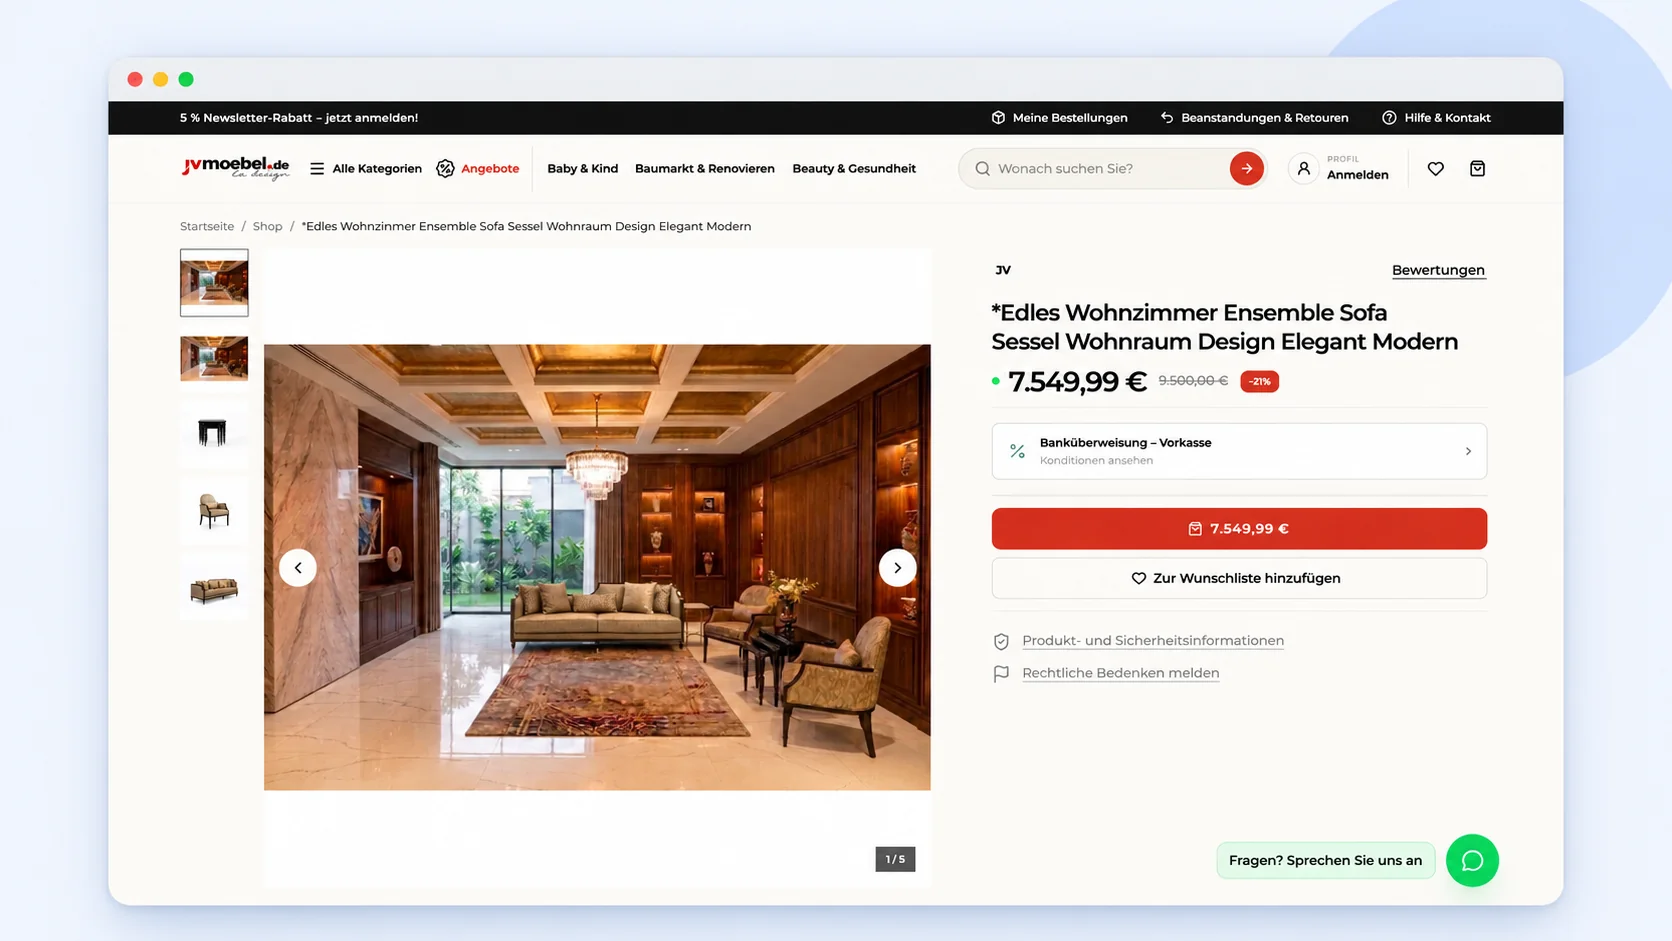 5 % Newsletter-Rabatt – jetzt anmelden!
Meine Bestellungen
Beanstandungen & Retouren
Hilfe & Kontakt
JVmoebel.de
La design
Alle Kategorien
Angebote
Baby & Kind
Baumarkt & Renovieren
Beauty & Gesundheit
Wonach suchen Sie?
PROFIL
Anmelden
Startseite / Shop / *Edles Wohnzinmer Ensemble Sofa Sessel Wohnraum Design Elegant Modern
JV
Bewertungen
*Edles Wohnzimmer Ensemble Sofa
Sessel Wohnraum Design Elegant Modern
7.549,99 € 9.500,00 € -21%
Banküberweisung – Vorkasse
Konditionen ansehen
7.549,99 €
Zur Wunschliste hinzufügen
Produkt- und Sicherheitsinformationen
Rechtliche Bedenken melden
1 / 5
Fragen? Sprechen Sie uns an